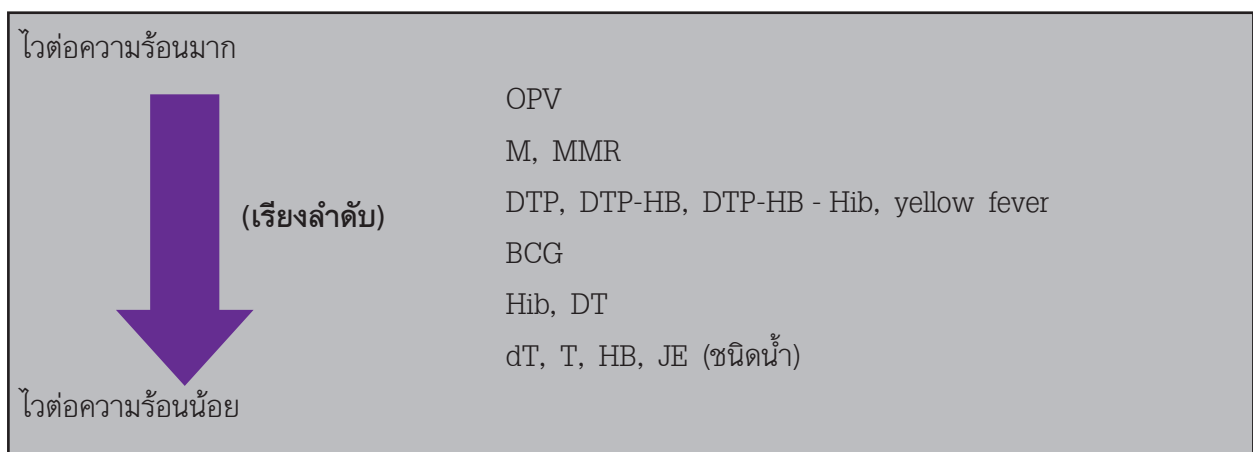 ไวต่อความร้อนมาก
OPV
M, MMR
(เรียงลำดับ)
DTP, DTP-HB, DTP-HB - Hib, yellow fever
BCG
Hib, DT
dT, T, HB, JE (ชนิดน้ำ)
ไวต่อความร้อนน้อย